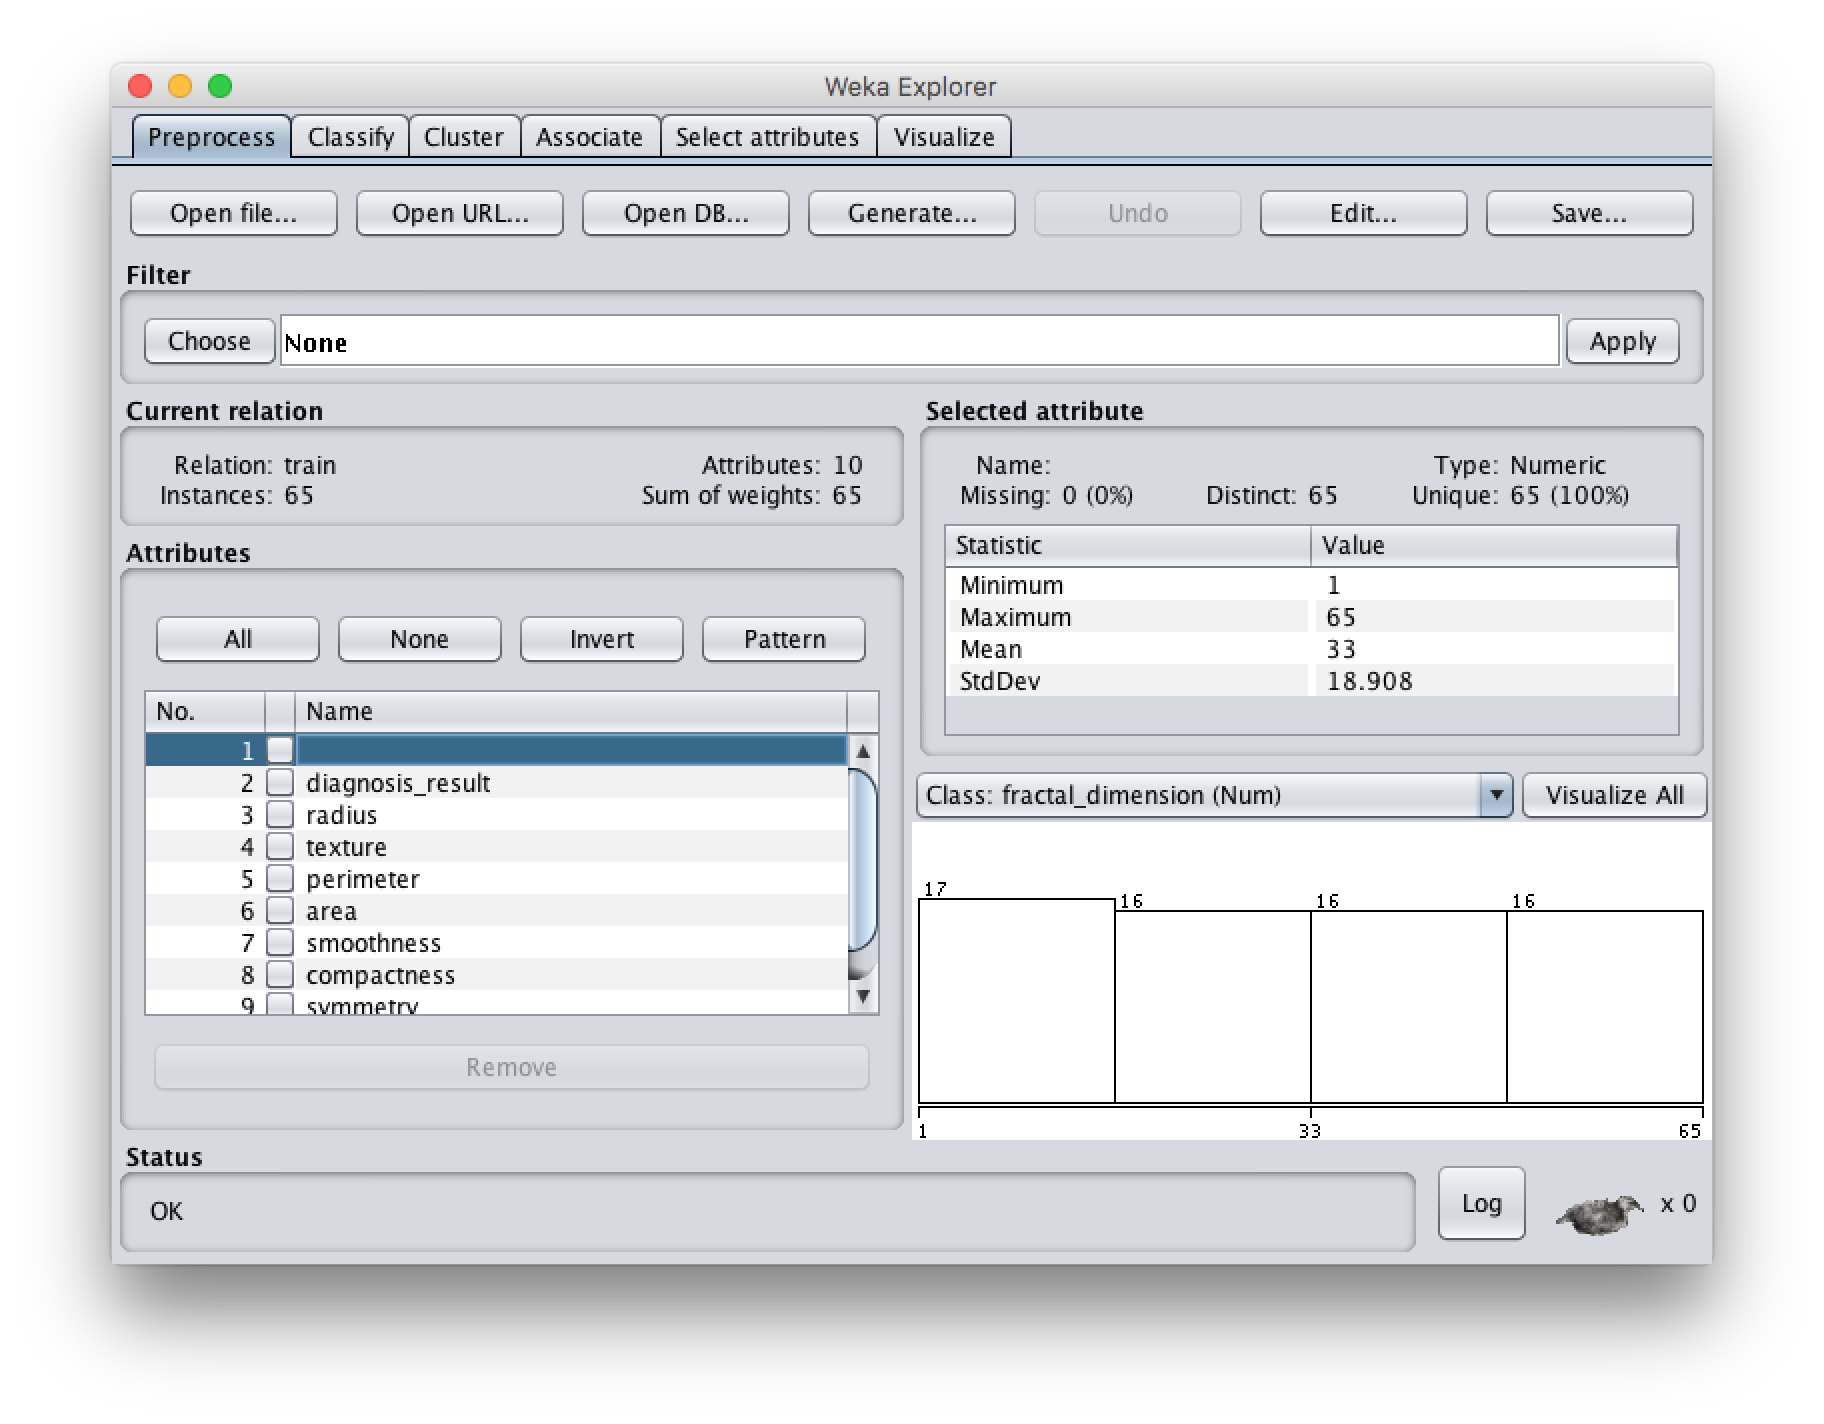 Weka Explorer
Preprocess Classify Cluster Associate Select attributes Visualize
Open file... Open URL... Open DB... Generate... Undo Edit... Save...
Filter
Choose None Apply
Current relation
Relation: train Attributes: 10
Instances: 65 Sum of weights: 65
Attributes
All None Invert Pattern
No. Name
1
2 diagnosis_result
3 radius
4 texture
5 perimeter
6 area
7 smoothness
8 compactness
9 symmetry
Remove
Selected attribute
Name: Type: Numeric
Missing: 0 (0%) Distinct: 65 Unique: 65 (100%)
Statistic Value
Minimum 1
Maximum 65
Mean 33
StdDev 18.908
Class: fractal_dimension (Num) Visualize All
17 16 16 16
1 33 65
Status
OK Log x 0